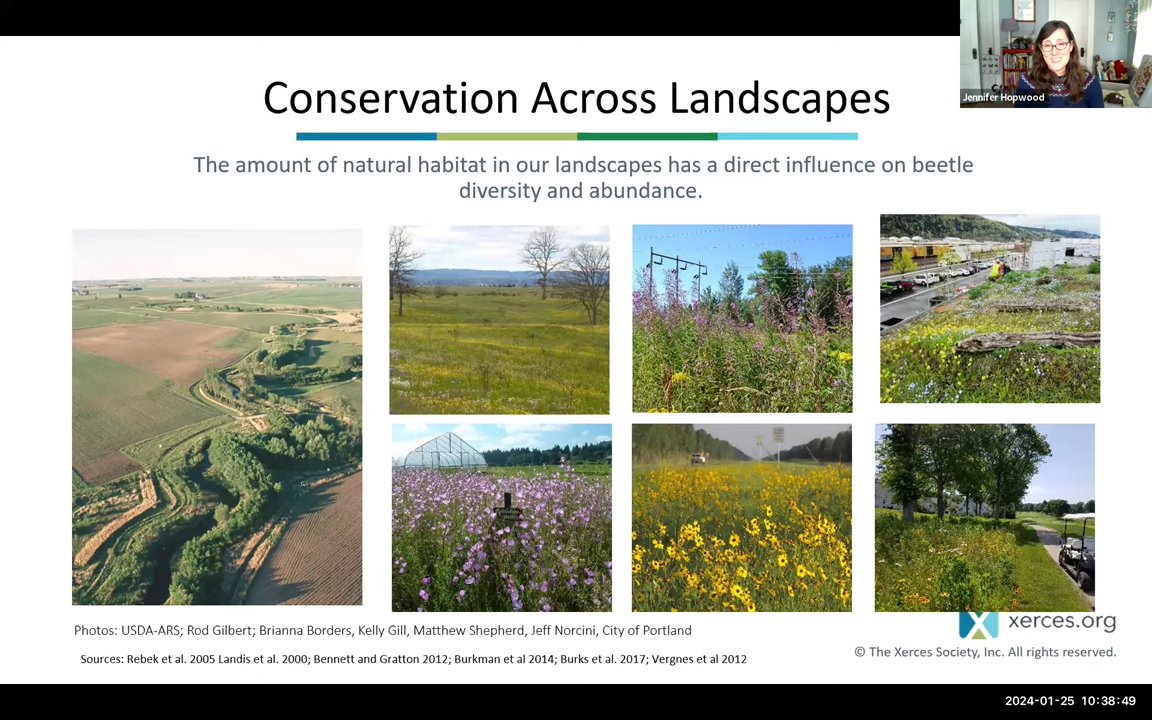 Jennifer Hopwood
Conservation Across Landscapes
The amount of natural habitat in our landscapes has a direct influence on beetle
diversity and abundance.
Photos: USDA-ARS; Rod Gilbert; Brianna Borders, Kelly Gill, Matthew Shepherd, Jeff Norcini, City of Portland
xerces.org
Sources: Rebek et al. 2005 Landis et al. 2000; Bennett and Gratton 2012; Burkman et al 2014; Burks et al. 2017; Vergnes et al 2012
© The Xerces Society, Inc. All rights reserved.
2024-01-25 10:38:49